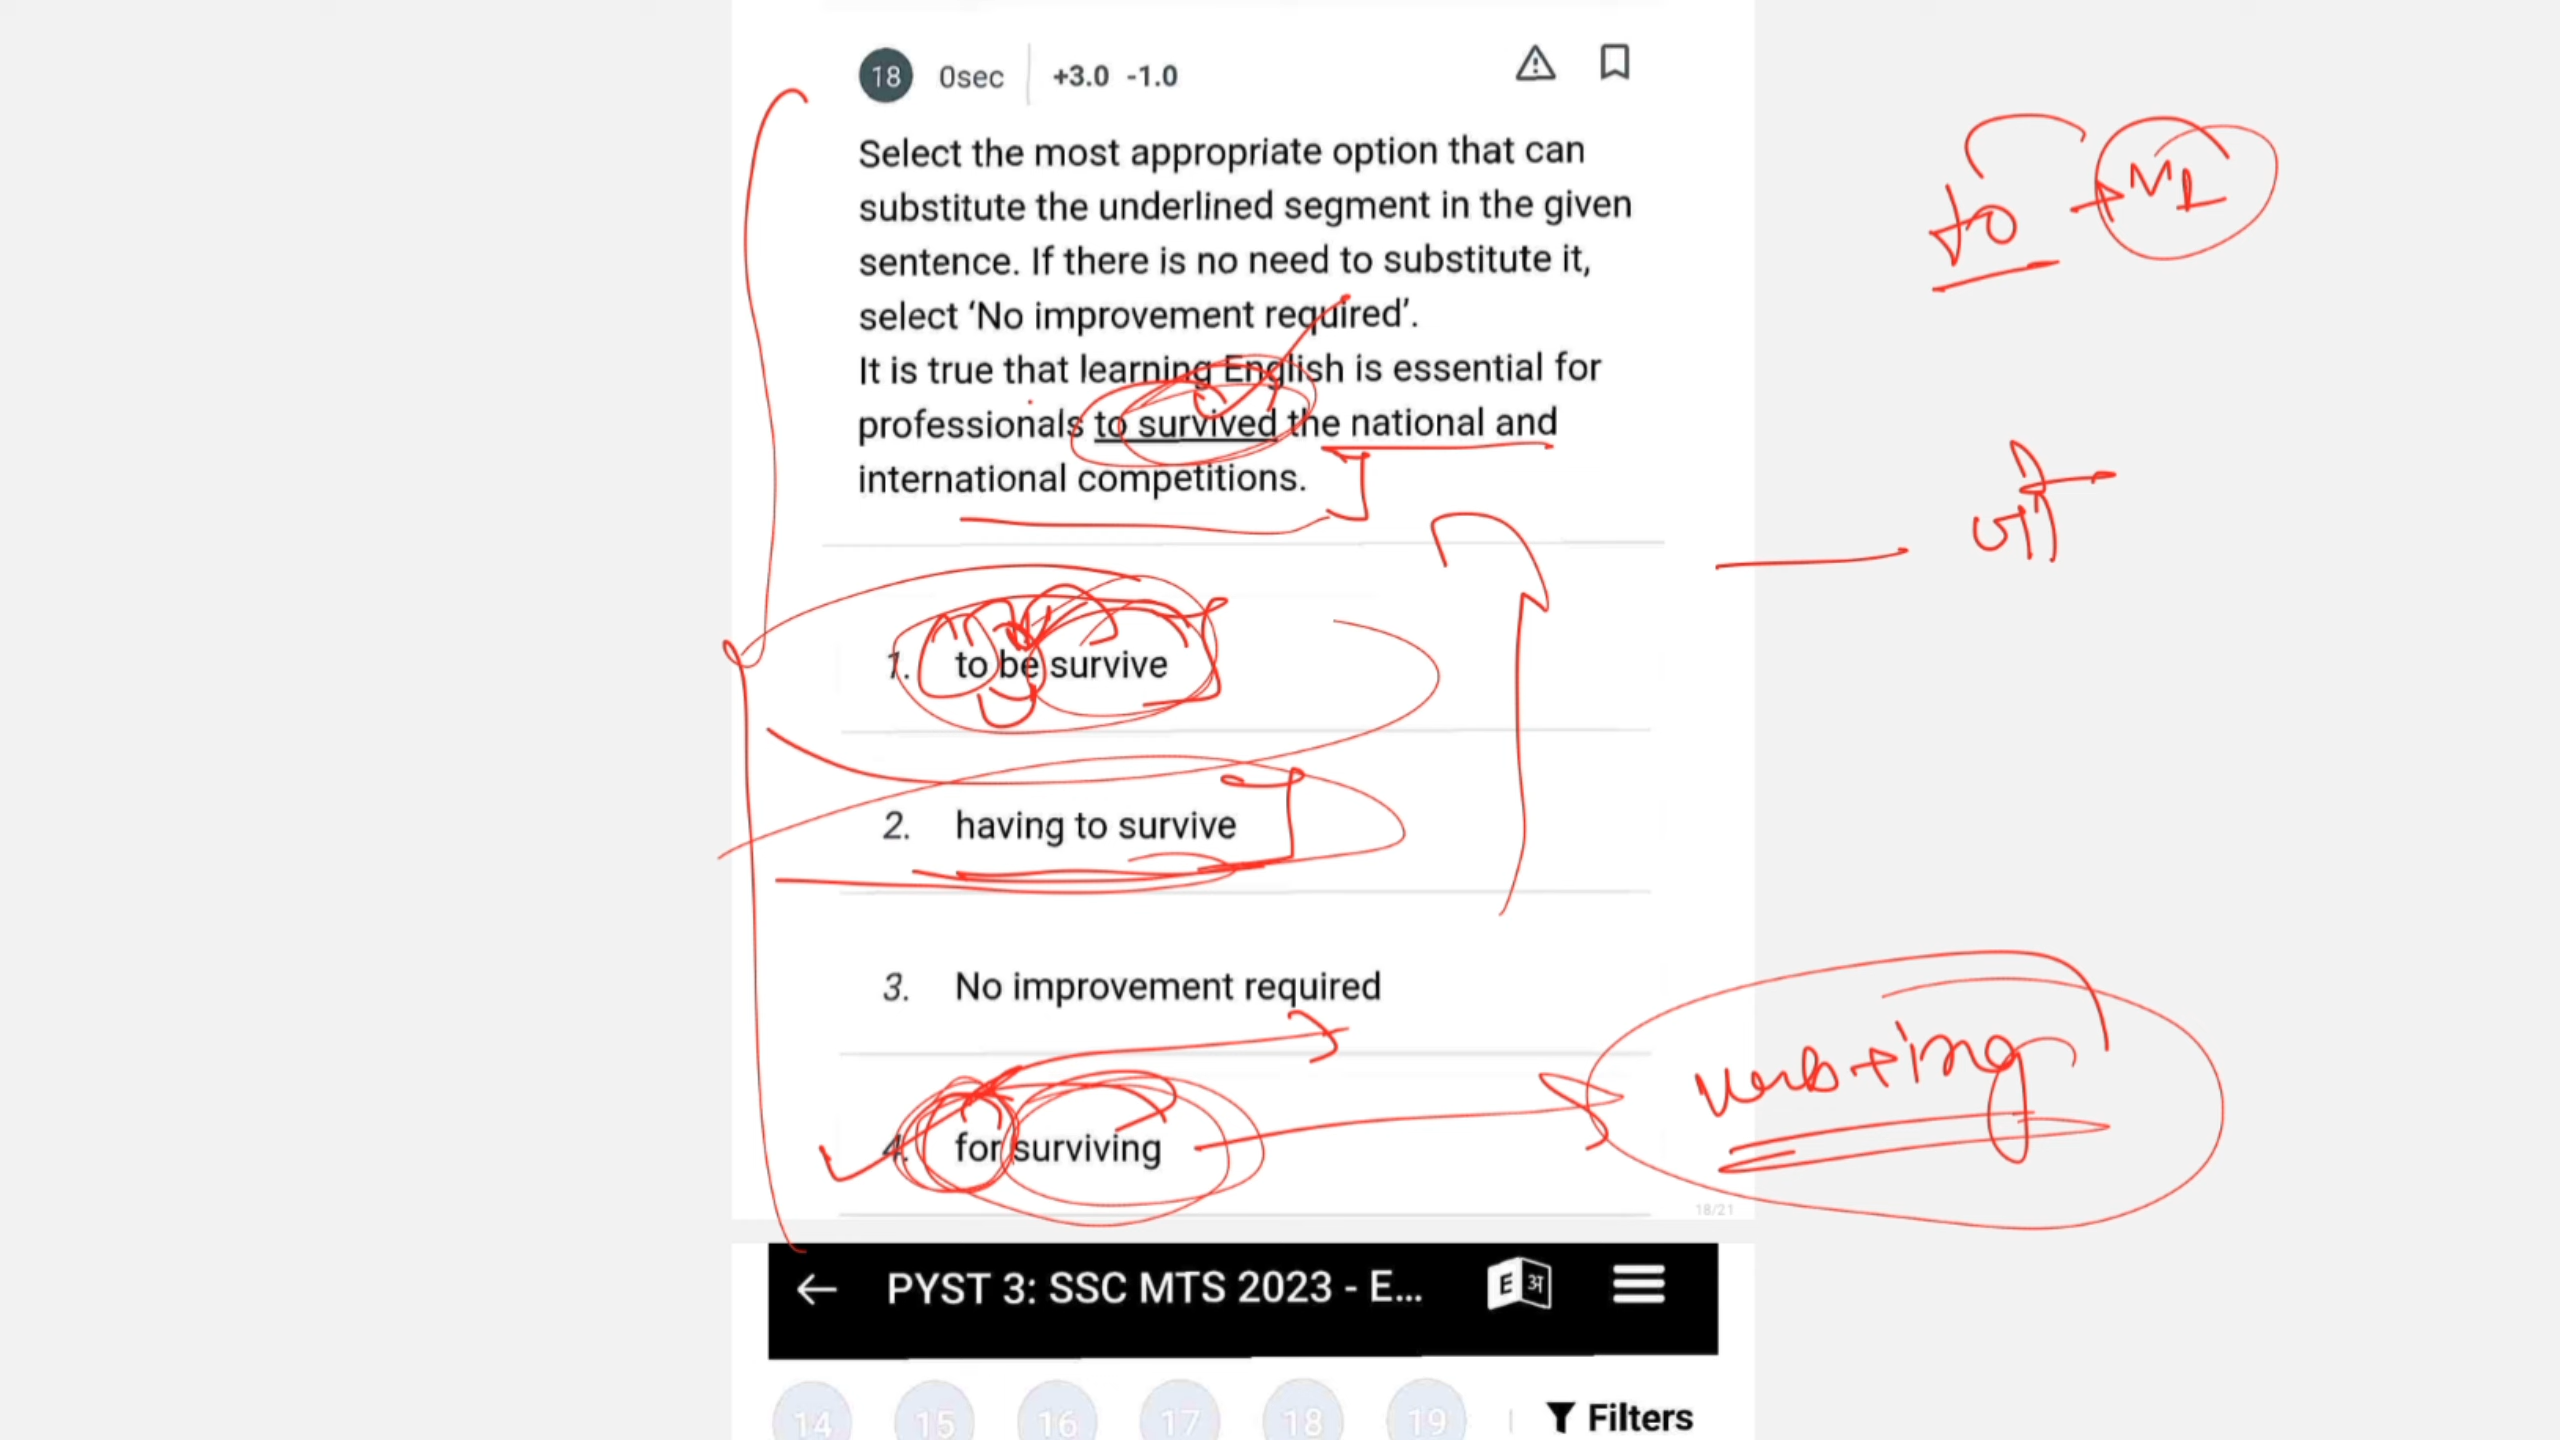 18 0sec +3.0 -1.0
Select the most appropriate option that can
substitute the underlined segment in the given
sentence. If there is no need to substitute it,
select ‘No improvement required’.
It is true that learning English is essential for
professionals to survived the national and
international competitions.
to + V1
1. to be survive
2. having to survive
3. No improvement required
verb + ing
4. for surviving
18/21
PYST 3: SSC MTS 2023 - E... E अ
14 15 16 17 18 19 Filters